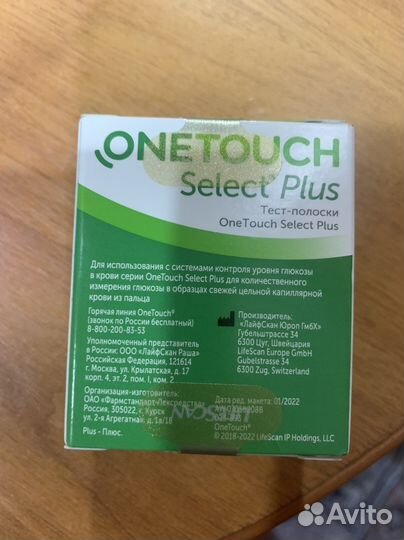 ONETOUCH
Select Plus
Тест-полоски
OneTouch Select Plus
Для использования с системами контроля уровня глюкозы
в крови серии OneTouch Select Plus для количественного
измерения глюкозы в образцах свежей цельной капиллярной
крови из пальца
Горячая линия OneTouch®
(звонок по России бесплатный)
8-800-200-83-53
Уполномоченный представитель
в России: ООО «ЛайфСкан Раша»
Российская Федерация, 121614
г. Москва, ул. Крылатская, д. 17
корп. 4, эт. 2, пом. I, ком. 2
Организация-изготовитель:
ОАО «Фармстандарт-Лексредства»
Россия, 305022, г. Курск
ул. 2-я Агрегатная, д. 1а/18
Plus - Плюс.
Производитель:
«ЛайфСкан Юроп ГмбХ»
Губельштрассе 34
6300 Цуг, Швейцария
LifeScan Europe GmbH
Gubelstrasse 34
6300 Zug, Switzerland
Дата ред. макета: 01/2022
OneTouch®
© 2018-2022 LifeScan IP Holdings, LLC
LIFESCAN
Avito